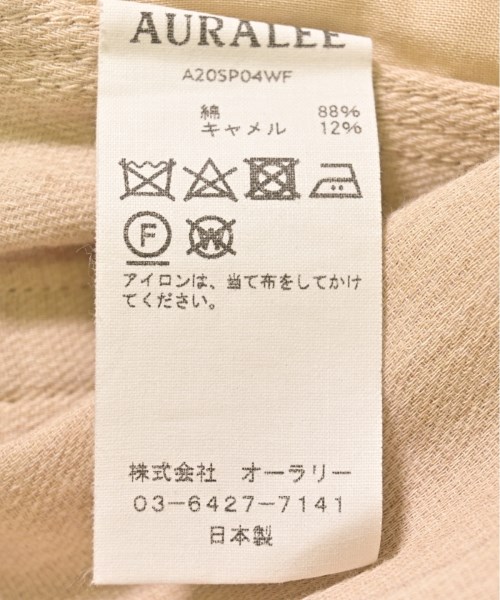 AURALEE
A20SP04WF
綿 88%
キャメル 12%
F W
アイロンは、当て布をしてかけ
てください。
株式会社 オーラリー
03-6427-7141
日本製